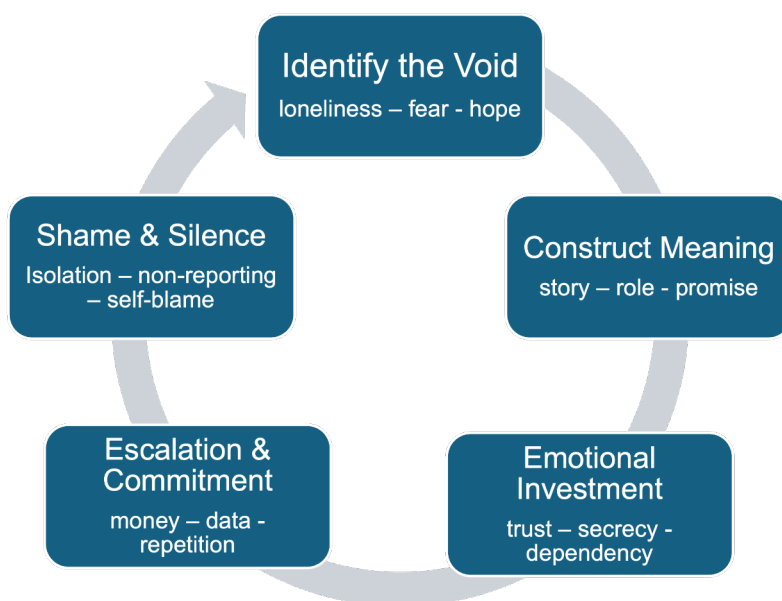 Identify the Void
loneliness – fear - hope
Construct Meaning
story – role - promise
Emotional
Investment
trust – secrecy -
dependency
Escalation &
Commitment
money – data -
repetition
Shame & Silence
Isolation – non-reporting
– self-blame